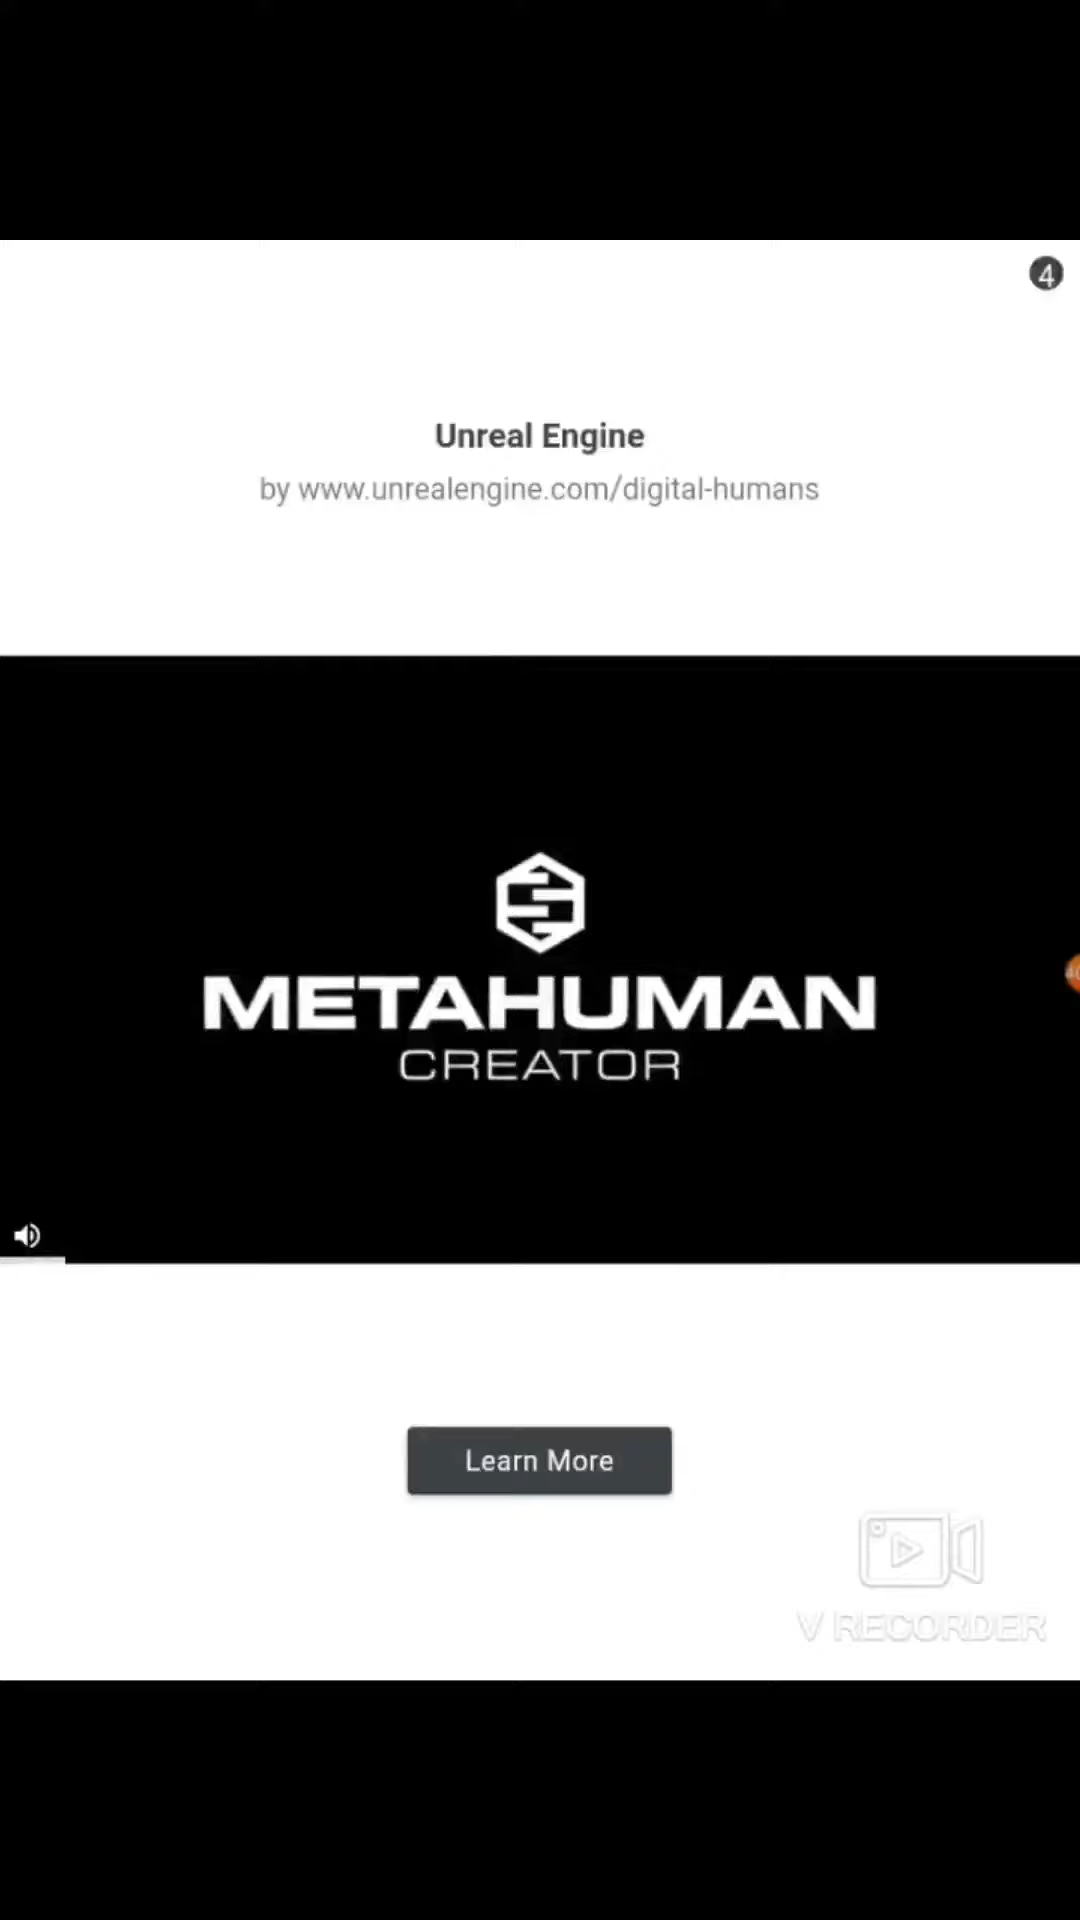 4
Unreal Engine
by www.unrealengine.com/digital-humans
METAHUMAN
CREATOR
Learn More
V RECORDER